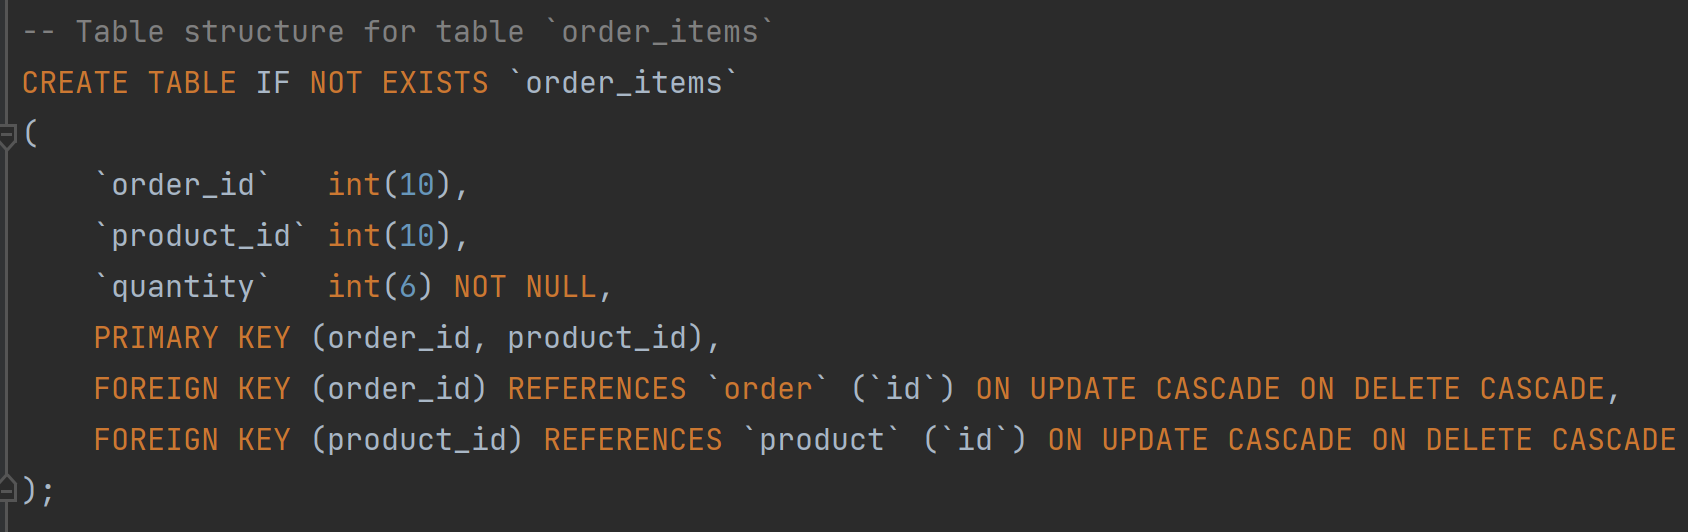 -- Table structure for table `order_items`
CREATE TABLE IF NOT EXISTS `order_items`
(
    `order_id`   int(10),
    `product_id` int(10),
    `quantity`   int(6) NOT NULL,
    PRIMARY KEY (order_id, product_id),
    FOREIGN KEY (order_id) REFERENCES `order` (`id`) ON UPDATE CASCADE ON DELETE CASCADE,
    FOREIGN KEY (product_id) REFERENCES `product` (`id`) ON UPDATE CASCADE ON DELETE CASCADE
);